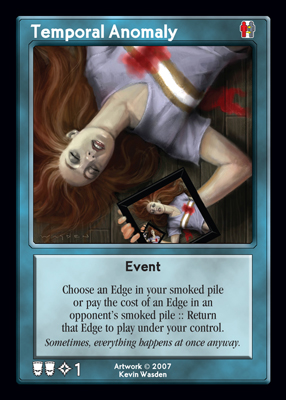 Temporal Anomaly
Event
Choose an Edge in your smoked pile
or pay the cost of an Edge in an
opponent's smoked pile :: Return
that Edge to play under your control.
Sometimes, everything happens at once anyway.
1
Artwork © 2007
Kevin Wasden